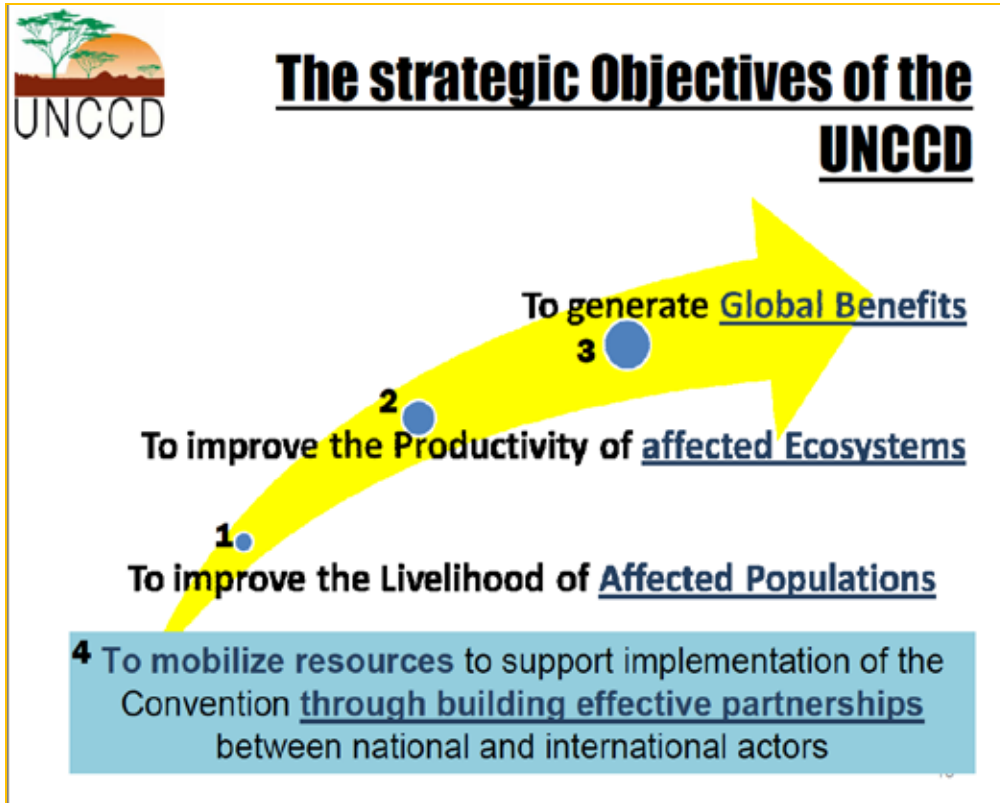 UNCCD
The strategic Objectives of the
UNCCD
To generate Global Benefits
3
2
To improve the Productivity of affected Ecosystems
1
To improve the Livelihood of Affected Populations
4 To mobilize resources to support implementation of the
Convention through building effective partnerships
between national and international actors